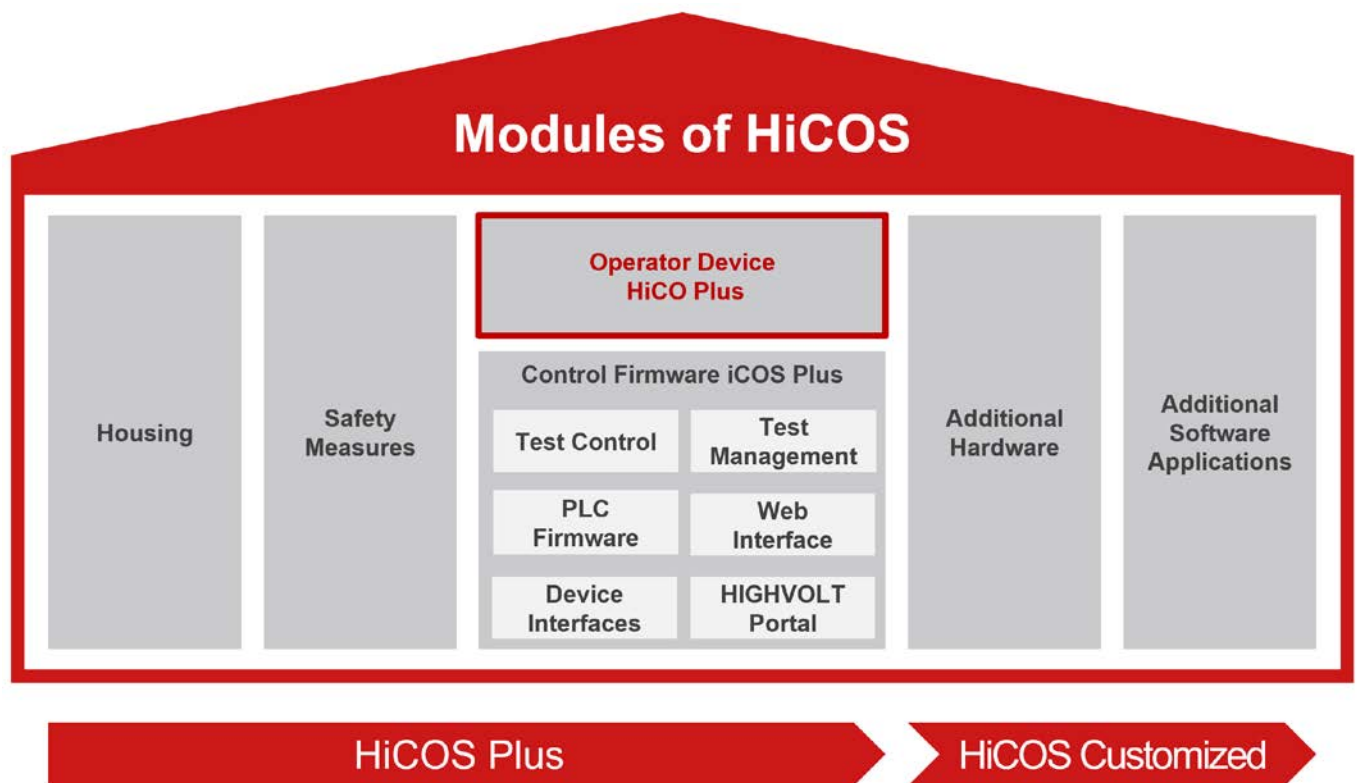 Modules of HiCOS
Housing
Safety
Measures
Operator Device
HiCO Plus
Control Firmware iCOS Plus
Test Control
Test
Management
PLC
Firmware
Web
Interface
Device
Interfaces
HIGHVOLT
Portal
Additional
Hardware
Additional
Software
Applications
HiCOS Plus
HiCOS Customized